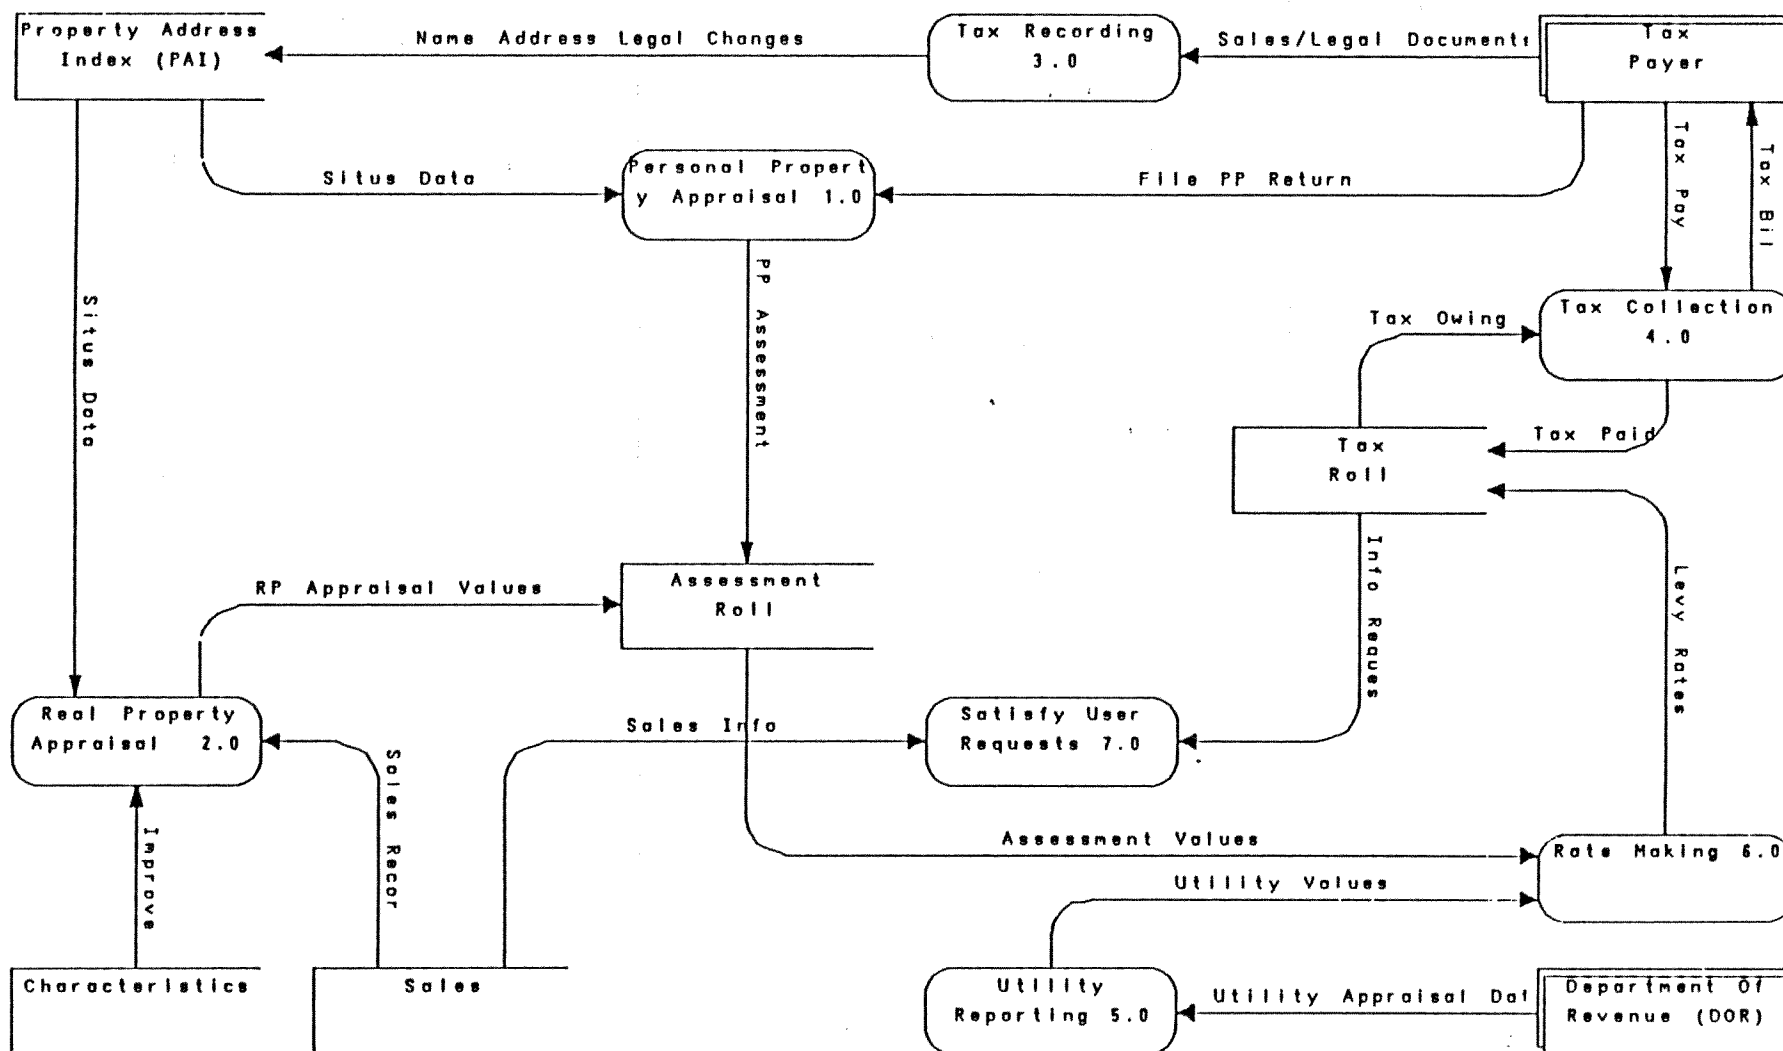 Property Address
Index (PAI)
Name Address Legal Changes
Tax Recording
3.0
Sales/Legal Document
Tax
Payer
Situs Data
Personal Propert
y Appraisal 1.0
File PP Return
Tax Pay
Tax Bil
Situs Data
PP Assessment
Tax Owing
Tax Collection
4.0
Tax Paid
Tax
Roll
RP Appraisal Values
Assessment
Roll
Info Reques
Levy Rates
Real Property
Appraisal 2.0
Sales Info
Satisfy User
Requests 7.0
Sales Recor
Improve
Assessment Values
Rate Making 6.0
Utility Values
Characteristics
Sales
Utility
Reporting 5.0
Utility Appraisal Dat
Department Of
Revenue (DOR)